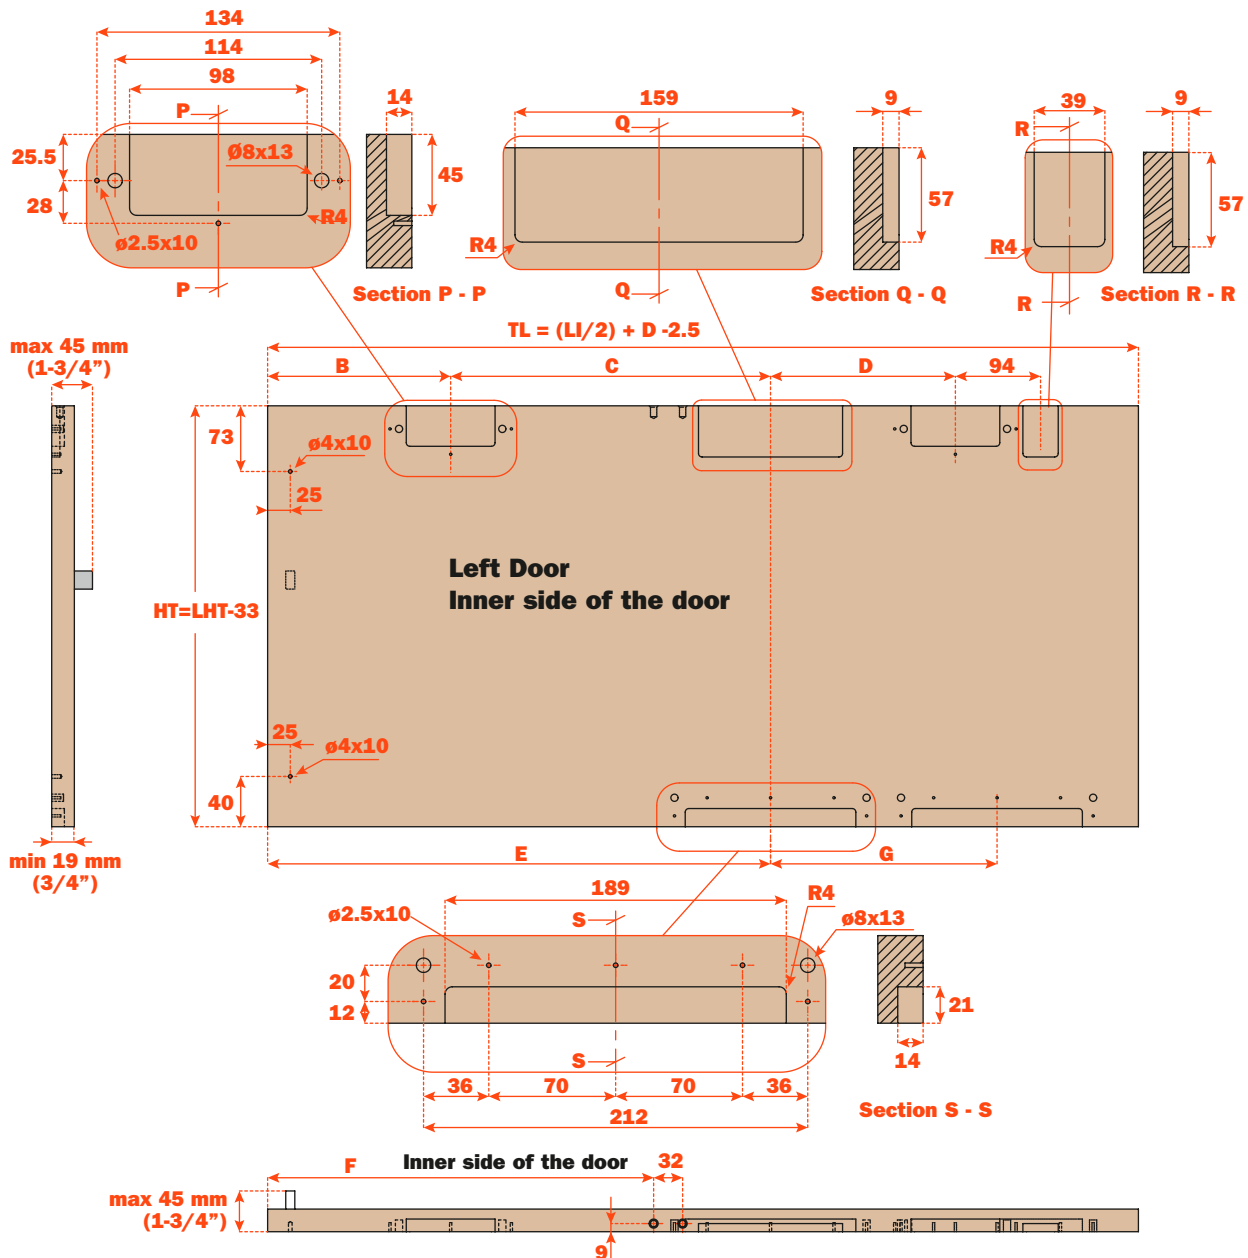 134
114
98
P
14
25.5
Ø8x13
45
28
R4
ø2.5x10
P
Section P - P
159
Q
9
57
R4
Q
Section Q - Q
39
R
9
57
R4
R
Section R - R
TL = (LI/2) + D -2.5
max 45 mm
(1-3/4”)
B
C
D
94
73
ø4x10
25
Left Door
Inner side of the door
HT=LHT-33
25
ø4x10
40
min 19 mm
(3/4”)
E
G
189
R4
ø2.5x10
S
ø8x13
20
12
21
S
14
36
70
70
36
212
Section S - S
F
Inner side of the door
32
max 45 mm
(1-3/4”)
9